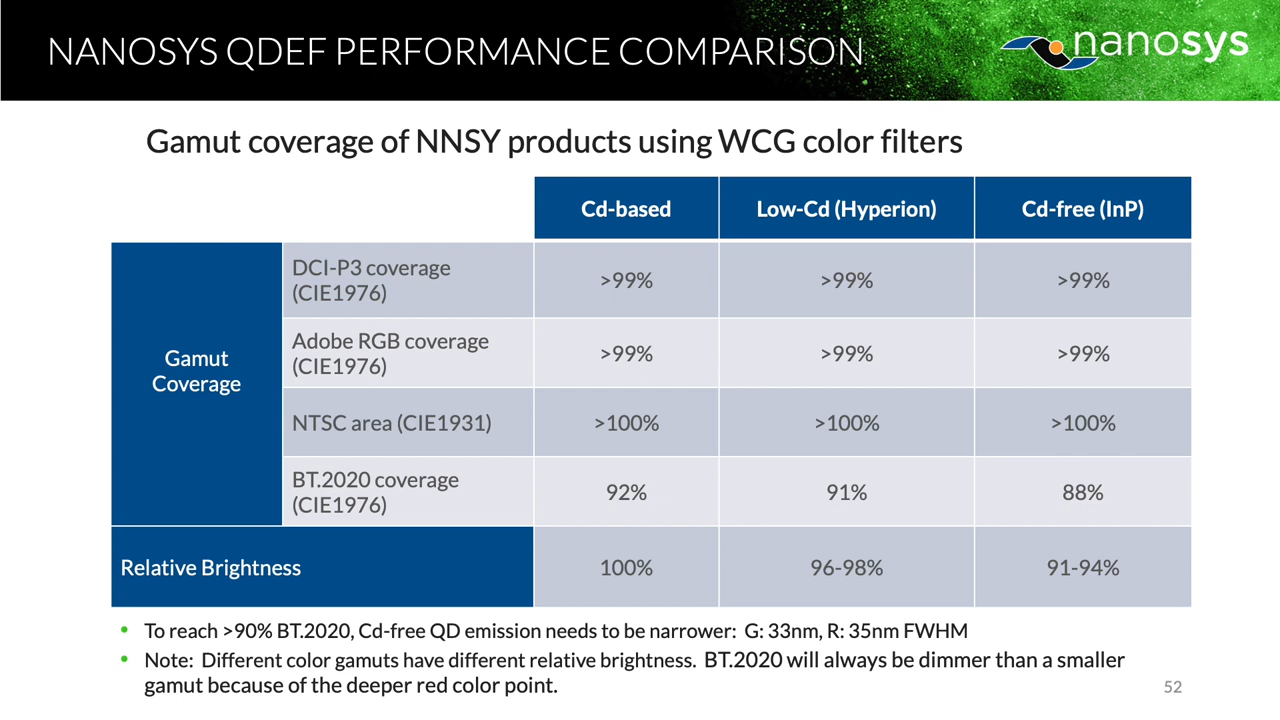 NANOSYS QDEF PERFORMANCE COMPARISON
nanosys
Gamut coverage of NNSY products using WCG color filters
Cd-based
Low-Cd (Hyperion)
Cd-free (InP)
Gamut
Coverage
DCI-P3 coverage
(CIE1976)
>99%
>99%
>99%
Adobe RGB coverage
(CIE1976)
>99%
>99%
>99%
NTSC area (CIE1931)
>100%
>100%
>100%
BT.2020 coverage
(CIE1976)
92%
91%
88%
Relative Brightness
100%
96-98%
91-94%
• To reach >90% BT.2020, Cd-free QD emission needs to be narrower: G: 33nm, R: 35nm FWHM
• Note: Different color gamuts have different relative brightness. BT.2020 will always be dimmer than a smaller
gamut because of the deeper red color point.
52